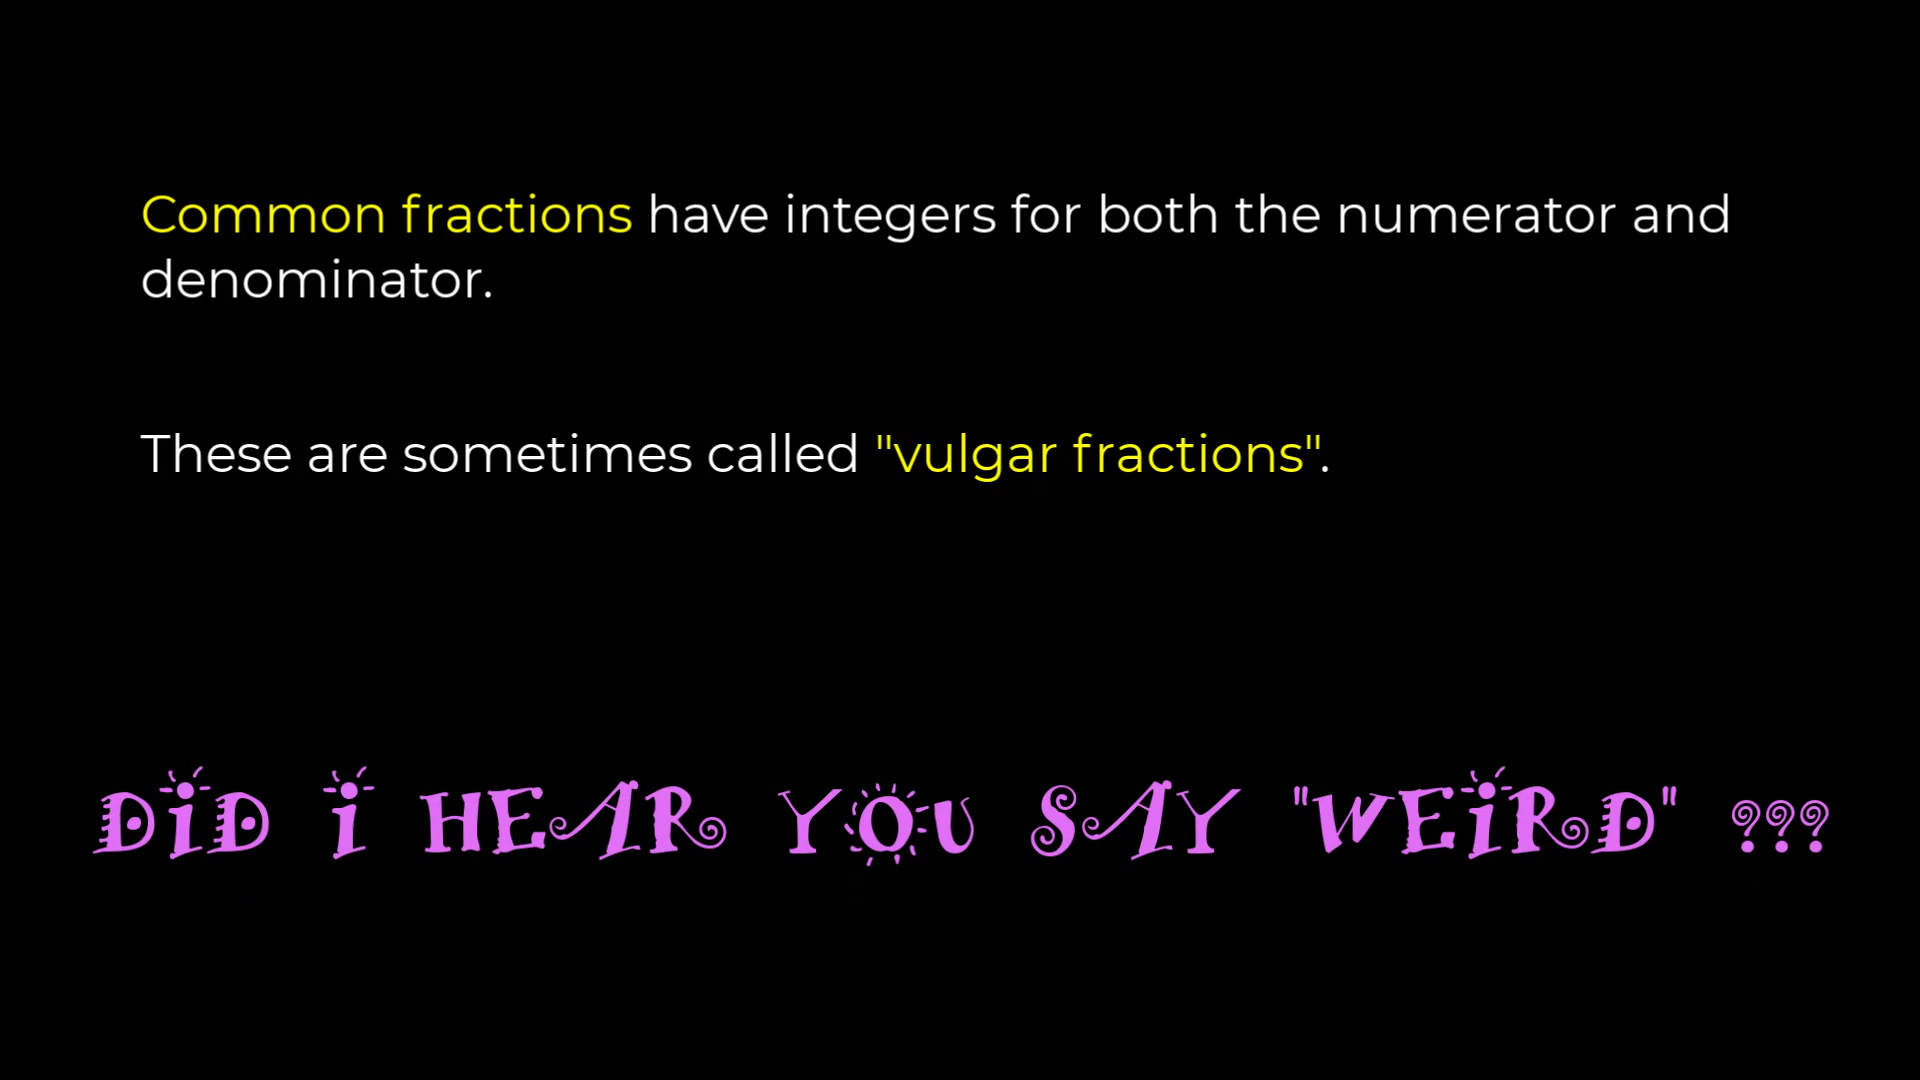 Common fractions have integers for both the numerator and
denominator.
These are sometimes called "vulgar fractions".
DiD i HEAR YOU SAY "WEiRD" ???